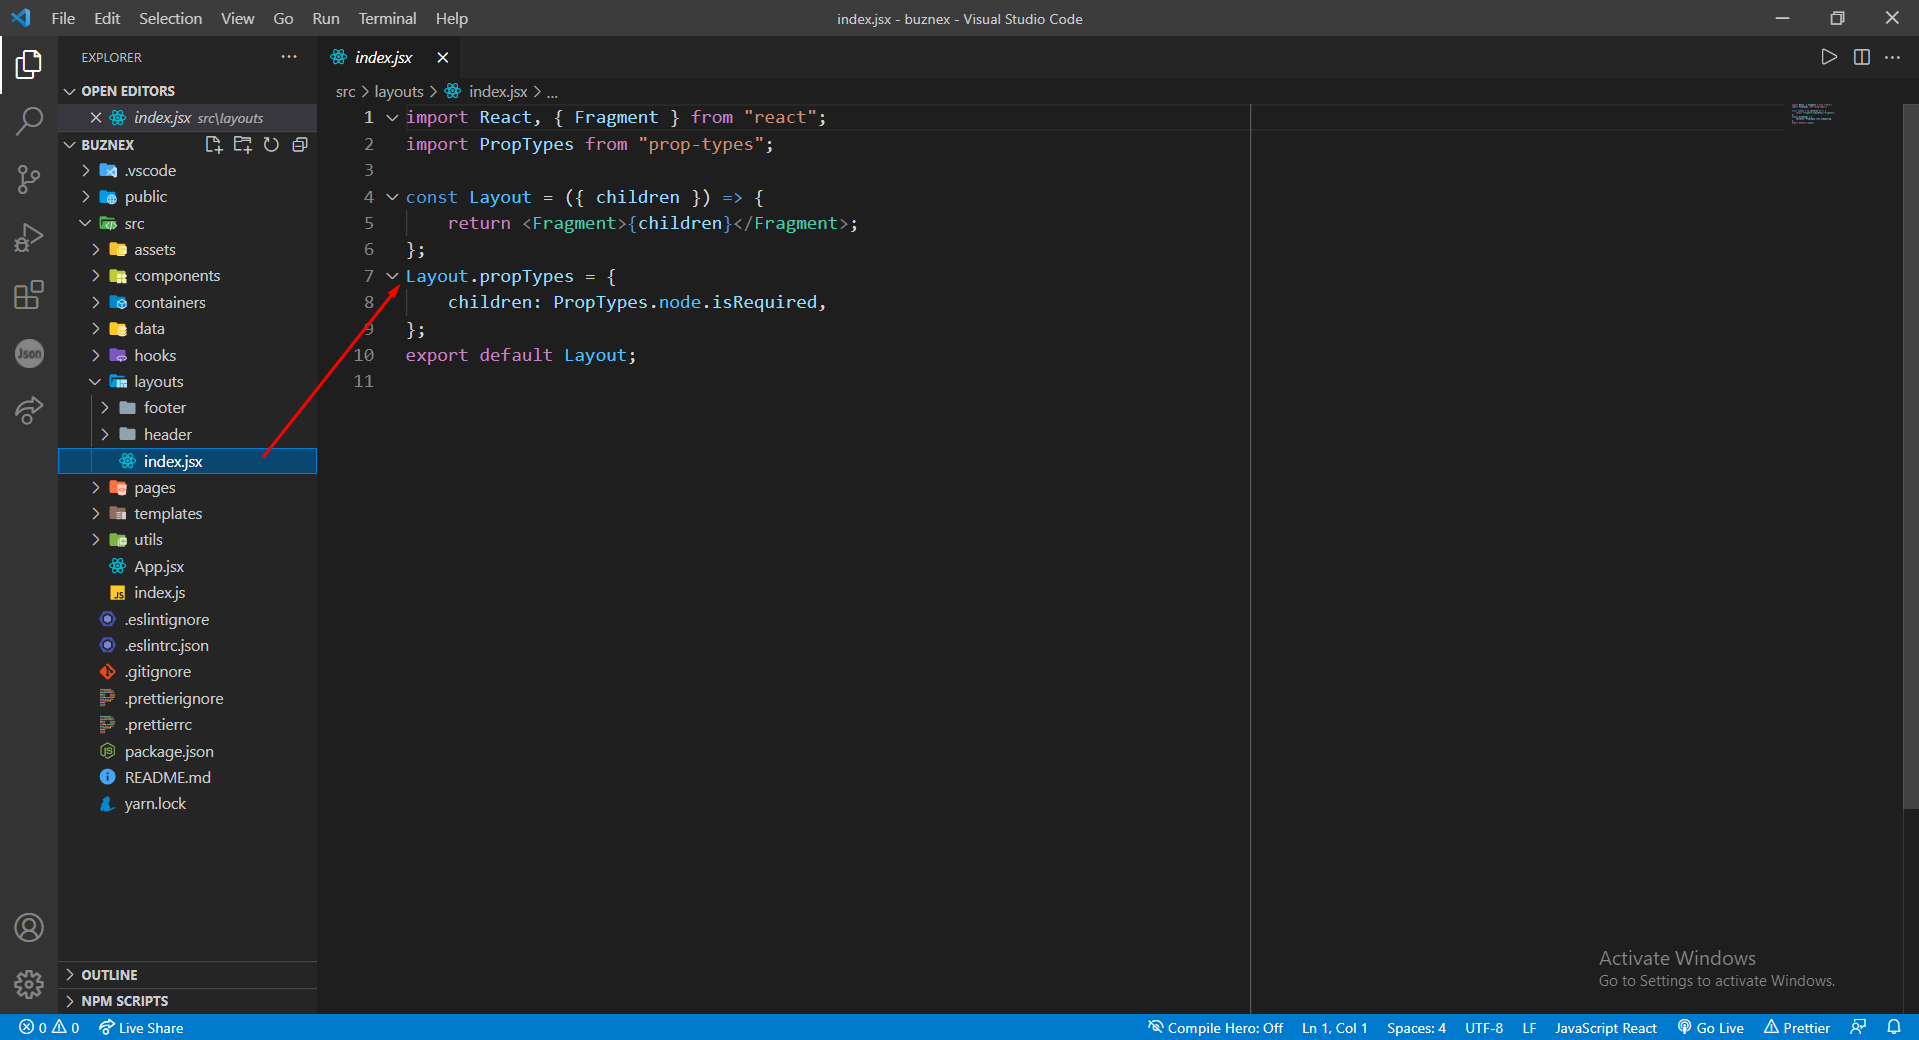 File Edit Selection View Go Run Terminal Help
index.jsx - buznex - Visual Studio Code
EXPLORER
OPEN EDITORS
index.jsx src\layouts
BUZNEX
.vscode
public
src
assets
components
containers
data
hooks
layouts
footer
header
index.jsx
pages
templates
utils
App.jsx
JS index.js
.eslintignore
.eslintrc.json
.gitignore
.prettierignore
.prettierrc
package.json
README.md
yarn.lock
OUTLINE
NPM SCRIPTS
Json
index.jsx
src > layouts > index.jsx > ...
1 import React, { Fragment } from "react";
2 import PropTypes from "prop-types";
3
4 const Layout = ({ children }) => {
5 return <Fragment>{children}</Fragment>;
6 };
7 Layout.propTypes = {
8 children: PropTypes.node.isRequired,
9 };
10 export default Layout;
11
Activate Windows
Go to Settings to activate Windows.
0 0 Live Share Compile Hero: Off Ln 1, Col 1 Spaces: 4 UTF-8 LF JavaScript React Go Live Prettier